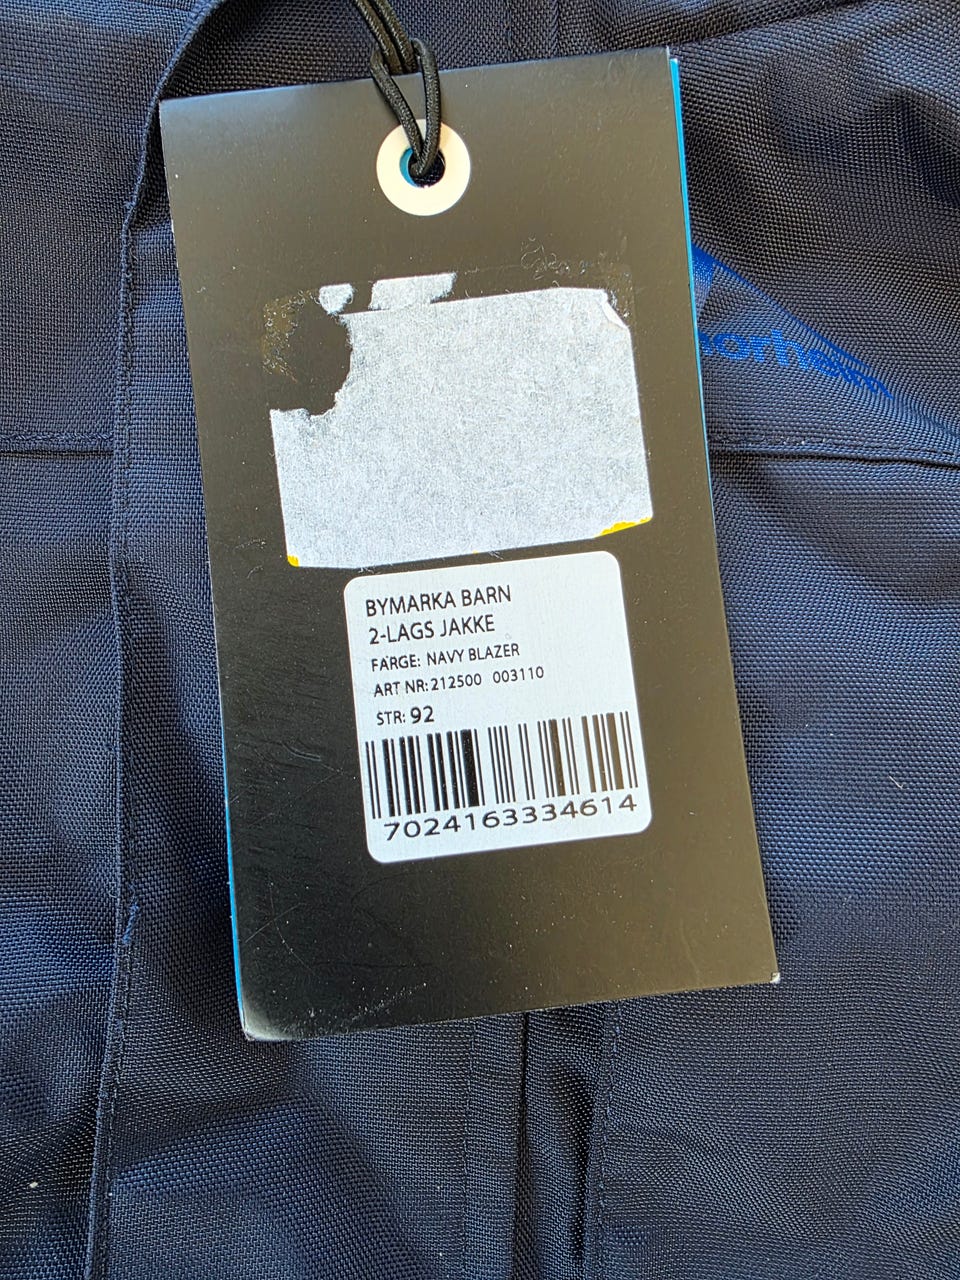 BYMARKA BARN
2-LAGS JAKKE
FARGE: NAVY BLAZER
ART NR: 212500 003110
STR: 92
7024163334614